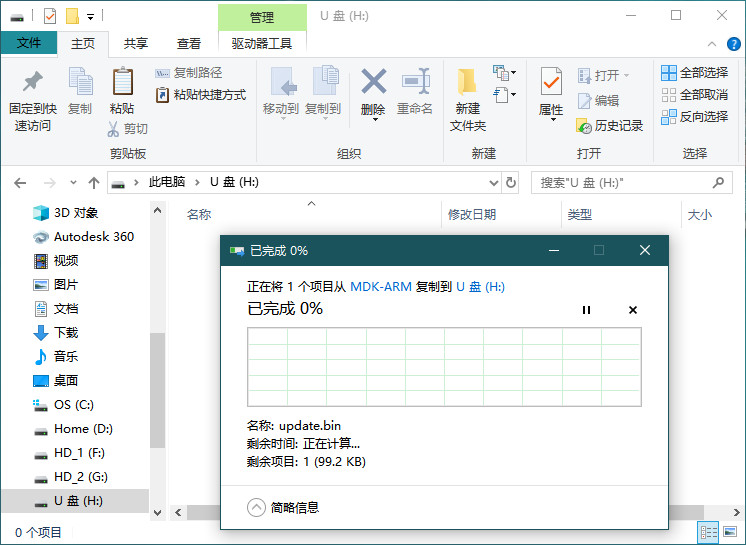 管理
U 盘 (H:)
文件
主页
共享
查看
驱动器工具
固定到快
速访问
复制
粘贴
复制路径
粘贴快捷方式
剪切
剪贴板
移动到
复制到
删除
重命名
组织
新建
文件夹
新建
属性
打开
编辑
历史记录
打开
全部选择
全部取消
反向选择
选择
此电脑
U 盘 (H:)
搜索"U 盘 (H:)"
3D 对象
Autodesk 360
视频
图片
文档
下载
音乐
桌面
OS (C:)
Home (D:)
HD_1 (F:)
HD_2 (G:)
U 盘 (H:)
名称
修改日期
类型
大小
已完成 0%
正在将 1 个项目从 MDK-ARM 复制到 U 盘 (H:)
已完成 0%
名称: update.bin
剩余时间: 正在计算...
剩余项目: 1 (99.2 KB)
简略信息
0 个项目